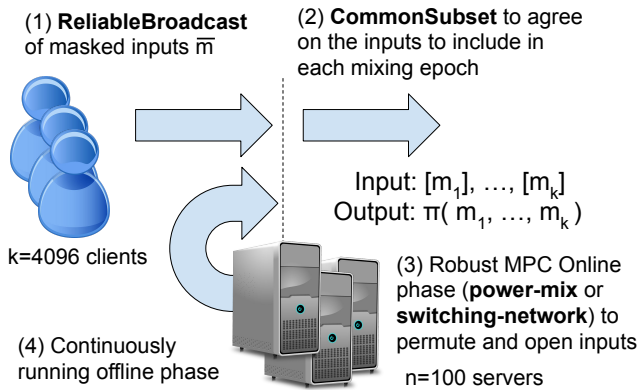 (1) ReliableBroadcast
of masked inputs m̅
(2) CommonSubset to agree
on the inputs to include in
each mixing epoch
Input: [m₁], …, [mₖ]
Output: π( m₁, …, mₖ )
k=4096 clients
(3) Robust MPC Online
phase (power-mix or
switching-network) to
permute and open inputs
(4) Continuously
running offline phase
n=100 servers